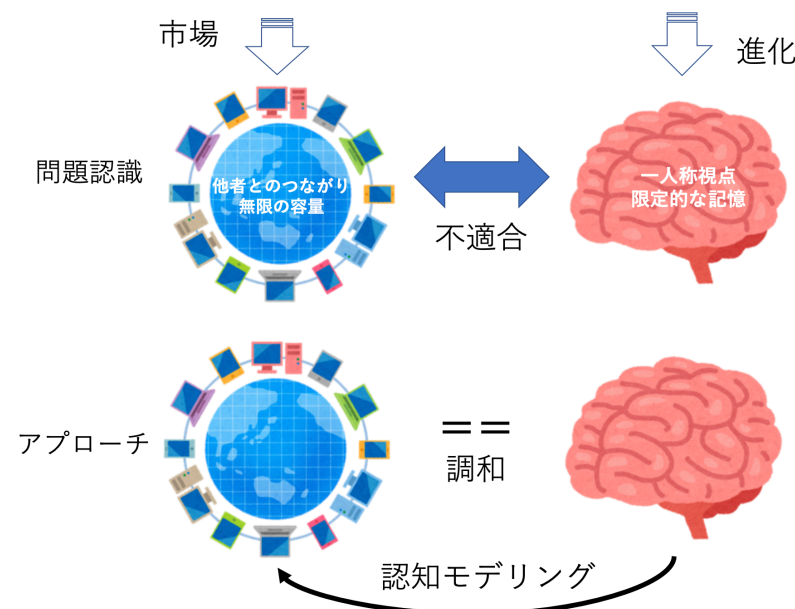 市場
進化
問題認識
他者とのつながり
無限の容量
一人称視点
限定的な記憶
不適合
アプローチ
==
調和
認知モデリング